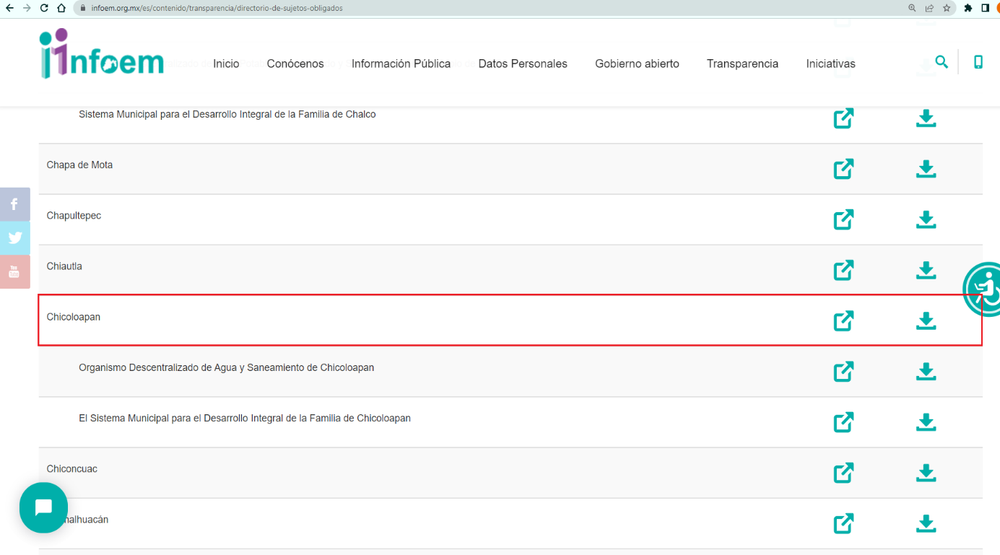 infoem.org.mx/es/contenido/transparencia/directorio-de-sujetos-obligados
infoem
Inicio Conócenos Información Pública Datos Personales Gobierno abierto Transparencia Iniciativas
Sistema Municipal para el Desarrollo Integral de la Familia de Chalco
Chapa de Mota
Chapultepec
Chiautla
Chicoloapan
Organismo Descentralizado de Agua y Saneamiento de Chicoloapan
El Sistema Municipal para el Desarrollo Integral de la Familia de Chicoloapan
Chiconcuac
nalhuacán